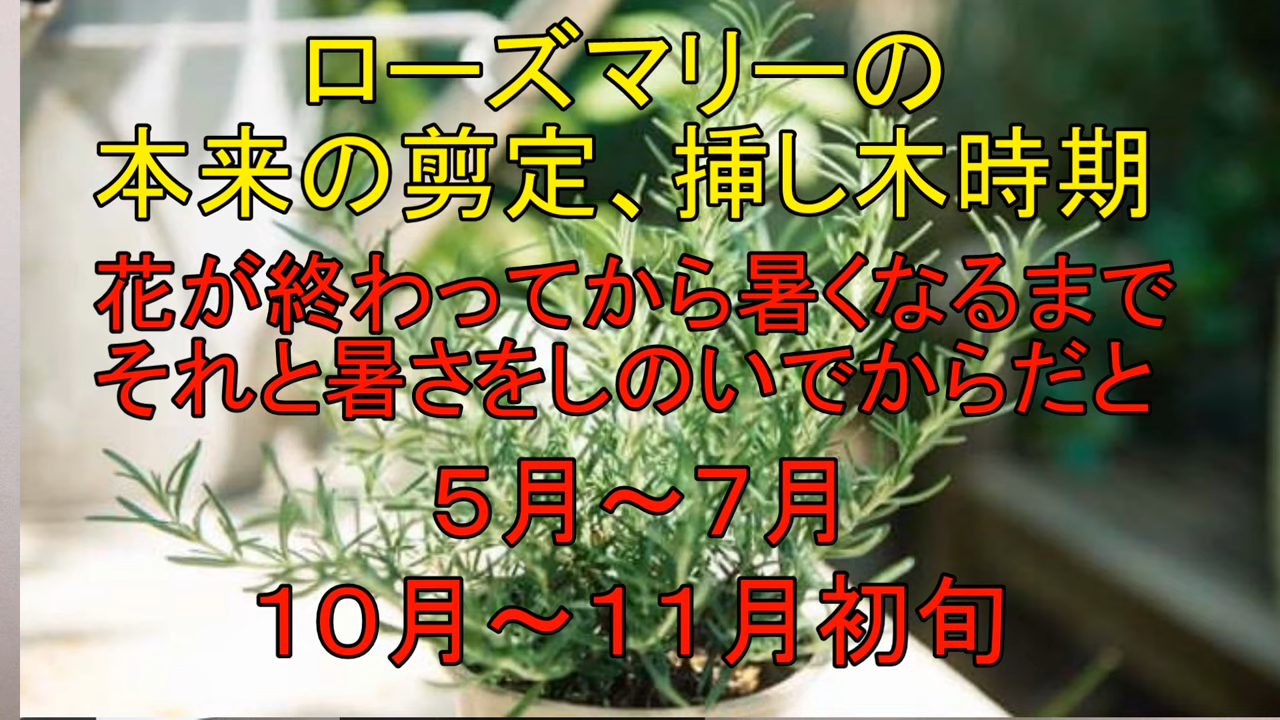 ローズマリーの
本来の剪定、挿し木時期
花が終わってから暑くなるまで
それと暑さをしのいでからだと
５月～７月
１０月～１１月初旬